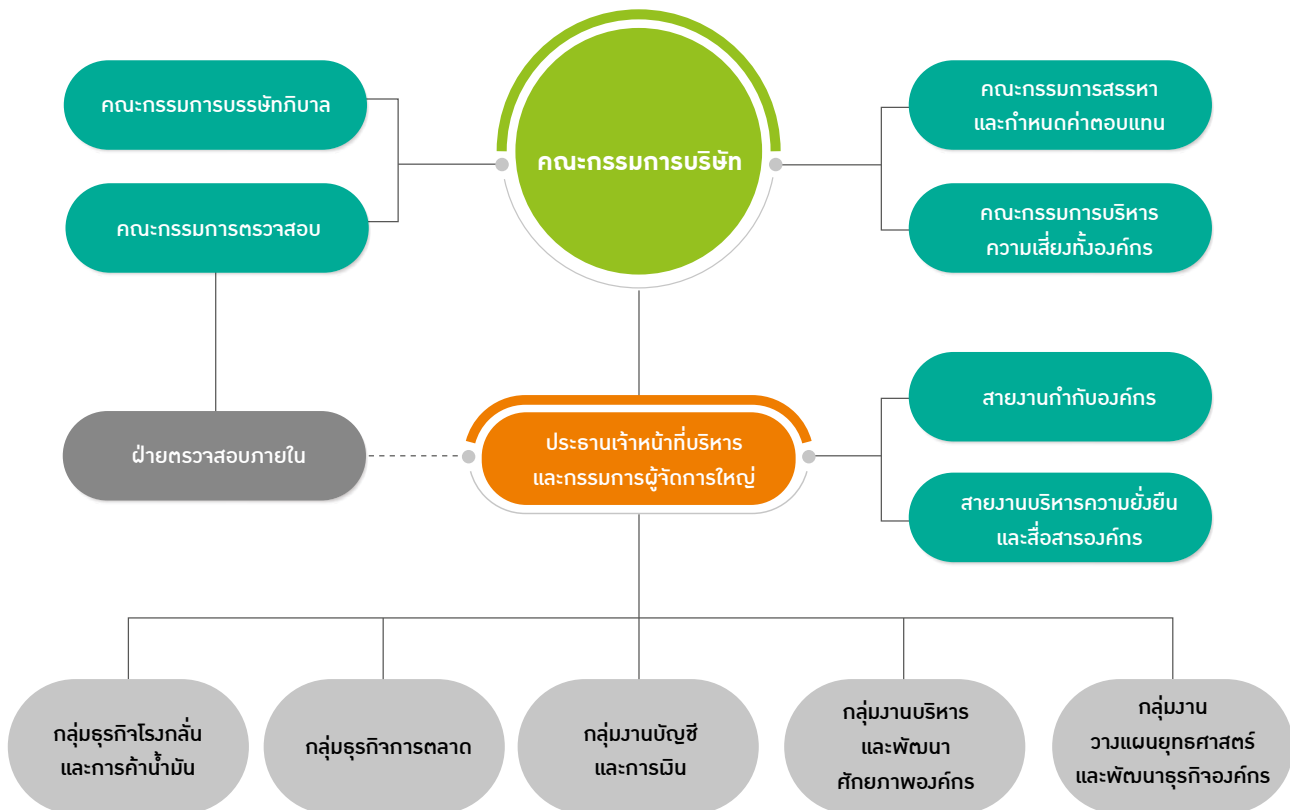 คณะกรรมการบริษัท
คณะกรรมการบรรษัทภิบาล
คณะกรรมการตรวจสอบ
คณะกรรมการสรรหา
และกำหนดค่าตอบแทน
คณะกรรมการบริหาร
ความเสี่ยงทั้งองค์กร
ฝ่ายตรวจสอบภายใน
ประธานเจ้าหน้าที่บริหาร
และกรรมการผู้จัดการใหญ่
สายงานกำกับองค์กร
สายงานบริหารความยั่งยืน
และสื่อสารองค์กร
กลุ่มธุรกิจโรงกลั่น
และการค้าน้ำมัน
กลุ่มธุรกิจการตลาด
กลุ่มงานบัญชี
และการเงิน
กลุ่มงานบริหาร
และพัฒนา
ศักยภาพองค์กร
กลุ่มงาน
วางแผนยุทธศาสตร์
และพัฒนาธุรกิจองค์กร